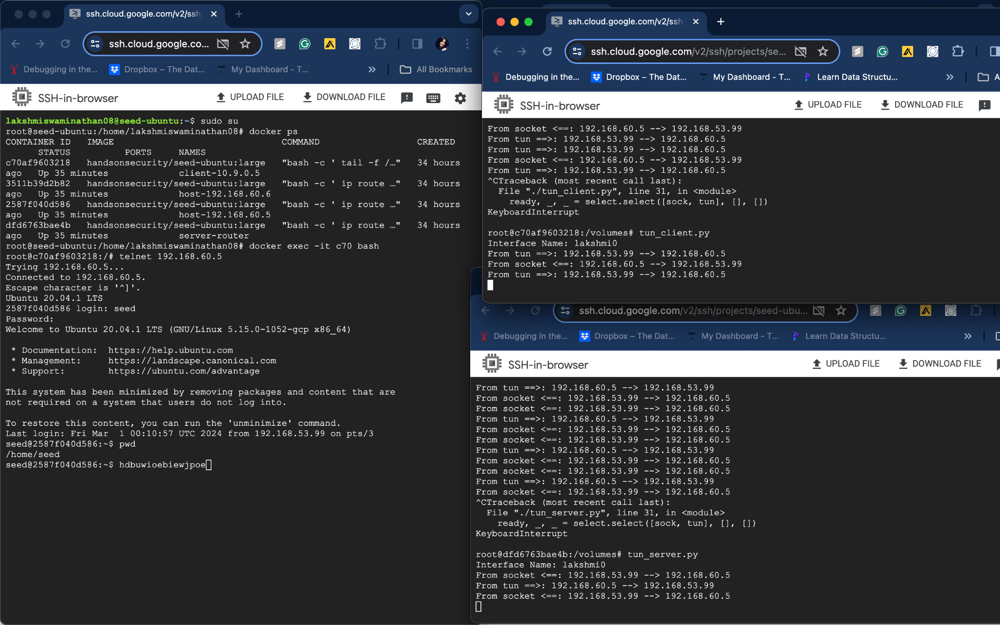 ssh.cloud.google.com/v2/ssh
ssh.cloud.google.co...
Debugging in the... Dropbox – The Dat... My Dashboard - T... » All Bookmarks
SSH-in-browser UPLOAD FILE DOWNLOAD FILE
lakshmiswaminathan08@seed-ubuntu:~$ sudo su
root@seed-ubuntu:/home/lakshmiswaminathan08# docker ps
CONTAINER ID   IMAGE                               COMMAND                  CREATED
      STATUS          PORTS     NAMES
c70af9603218   handsonsecurity/seed-ubuntu:large   "bash -c ' tail -f /…"   34 hours
ago   Up 35 minutes             client-10.9.0.5
3511b39d2b82   handsonsecurity/seed-ubuntu:large   "bash -c ' ip route …"   34 hours
ago   Up 35 minutes             host-192.168.60.6
2587f040d586   handsonsecurity/seed-ubuntu:large   "bash -c ' ip route …"   34 hours
ago   Up 35 minutes             host-192.168.60.5
dfd6763bae4b   handsonsecurity/seed-ubuntu:large   "bash -c ' ip route …"   34 hours
ago   Up 35 minutes             server-router
root@seed-ubuntu:/home/lakshmiswaminathan08# docker exec -it c70 bash
root@c70af9603218:/# telnet 192.168.60.5
Trying 192.168.60.5...
Connected to 192.168.60.5.
Escape character is '^]'.
Ubuntu 20.04.1 LTS
2587f040d586 login: seed
Password:
Welcome to Ubuntu 20.04.1 LTS (GNU/Linux 5.15.0-1052-gcp x86_64)
 * Documentation:  https://help.ubuntu.com
 * Management:     https://landscape.canonical.com
 * Support:        https://ubuntu.com/advantage
This system has been minimized by removing packages and content that are
not required on a system that users do not log into.
To restore this content, you can run the 'unminimize' command.
Last login: Fri Mar  1 00:10:57 UTC 2024 from 192.168.53.99 on pts/3
seed@2587f040d586:~$ pwd
/home/seed
seed@2587f040d586:~$ hdbuwioebiewjpoe
ssh.cloud.google.com/v2/ssh
ssh.cloud.google.com/v2/ssh/projects/se...
Debugging in the... Dropbox – The Dat... My Dashboard - T... Learn Data Structu... » A
SSH-in-browser UPLOAD FILE DOWNLOAD FILE
From socket <==: 192.168.60.5 --> 192.168.53.99
From tun ==>: 192.168.53.99 --> 192.168.60.5
From tun ==>: 192.168.53.99 --> 192.168.60.5
From socket <==: 192.168.60.5 --> 192.168.53.99
From tun ==>: 192.168.53.99 --> 192.168.60.5
^CTraceback (most recent call last):
  File "./tun_client.py", line 31, in <module>
    ready, _, _ = select.select([sock, tun], [], [])
KeyboardInterrupt
root@c70af9603218:/volumes# tun_client.py
Interface Name: lakshmi0
From tun ==>: 192.168.53.99 --> 192.168.60.5
From socket <==: 192.168.60.5 --> 192.168.53.99
From tun ==>: 192.168.53.99 --> 192.168.60.5
ssh.cloud.google.com/v2/ssh/projects/seed-ubu...
Debugging in the... Dropbox – The Dat... My Dashboard - T... Learn Data Structu... »
SSH-in-browser UPLOAD FILE DOWNLOAD FILE
From tun ==>: 192.168.60.5 --> 192.168.53.99
From socket <==: 192.168.53.99 --> 192.168.60.5
From socket <==: 192.168.53.99 --> 192.168.60.5
From tun ==>: 192.168.60.5 --> 192.168.53.99
From socket <==: 192.168.53.99 --> 192.168.60.5
From socket <==: 192.168.53.99 --> 192.168.60.5
From tun ==>: 192.168.60.5 --> 192.168.53.99
From socket <==: 192.168.53.99 --> 192.168.60.5
From socket <==: 192.168.53.99 --> 192.168.60.5
From tun ==>: 192.168.60.5 --> 192.168.53.99
From socket <==: 192.168.53.99 --> 192.168.60.5
^CTraceback (most recent call last):
  File "./tun_server.py", line 31, in <module>
    ready, _, _ = select.select([sock, tun], [], [])
KeyboardInterrupt
root@dfd6763bae4b:/volumes# tun_server.py
Interface Name: lakshmi0
From socket <==: 192.168.53.99 --> 192.168.60.5
From tun ==>: 192.168.60.5 --> 192.168.53.99
From socket <==: 192.168.53.99 --> 192.168.60.5